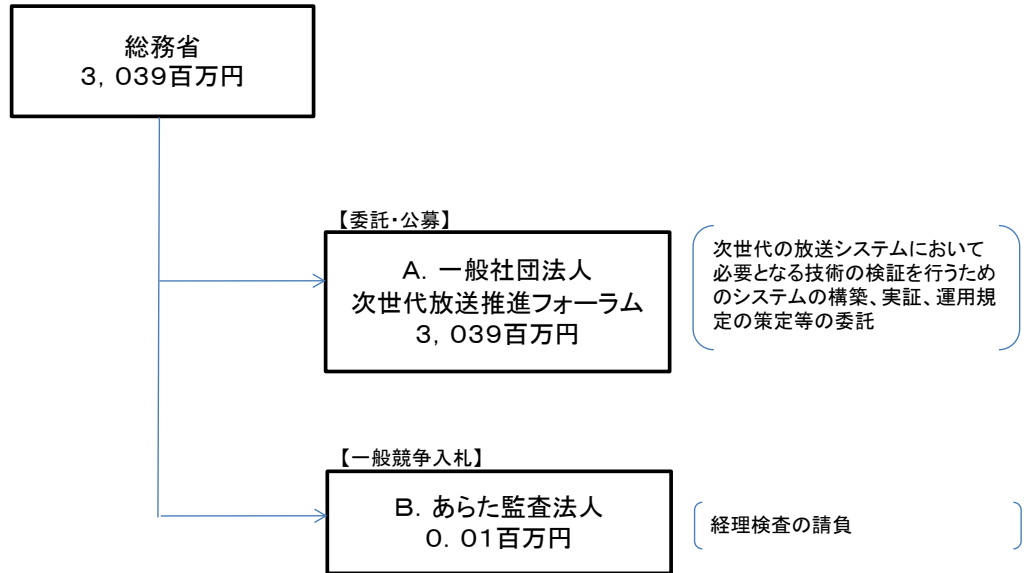 総務省
３，０３９百万円
【委託・公募】
Ａ．一般社団法人
次世代放送推進フォーラム
３，０３９百万円
次世代の放送システムにおいて
必要となる技術の検証を行うため
のシステムの構築、実証、運用規
定の策定等の委託
【一般競争入札】
Ｂ．あらた監査法人
０．０１百万円
経理検査の請負